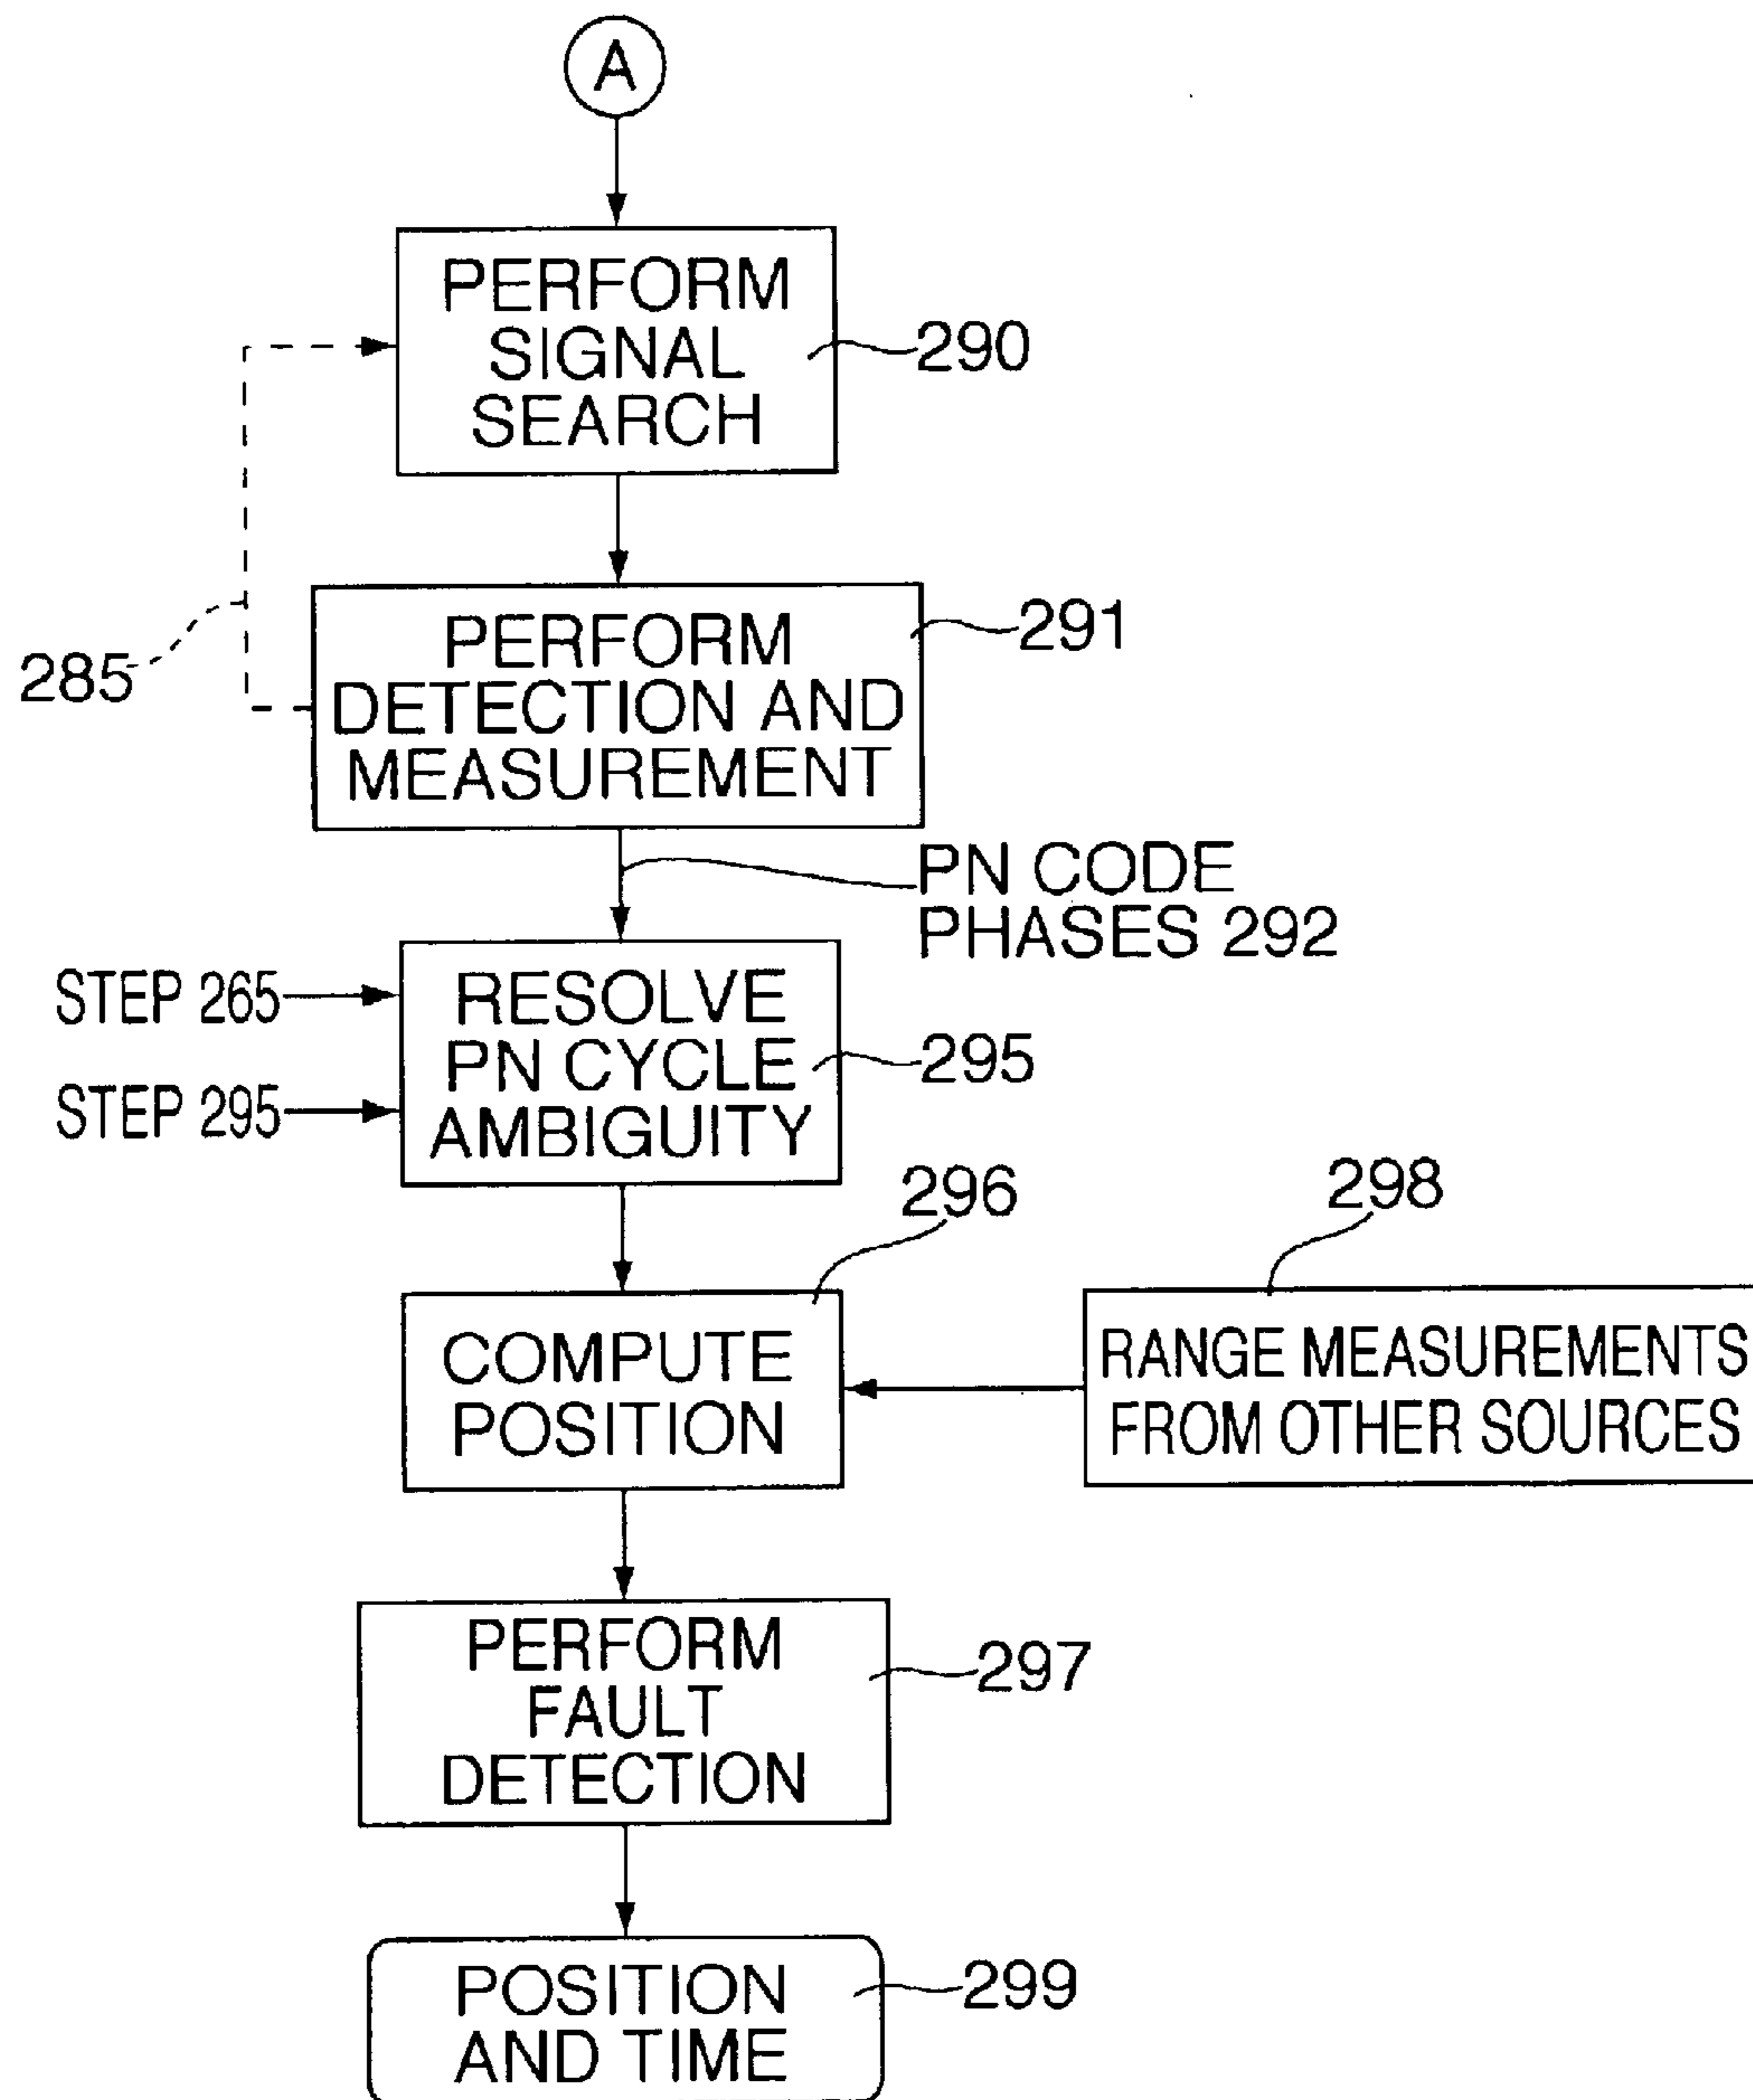 A
PERFORM
SIGNAL
SEARCH
290
PERFORM
DETECTION AND
MEASUREMENT
291
285
PN CODE
PHASES 292
STEP 265
STEP 295
RESOLVE
PN CYCLE
AMBIGUITY
295
296
298
COMPUTE
POSITION
RANGE MEASUREMENTS
FROM OTHER SOURCES
PERFORM
FAULT
DETECTION
297
POSITION
AND TIME
299